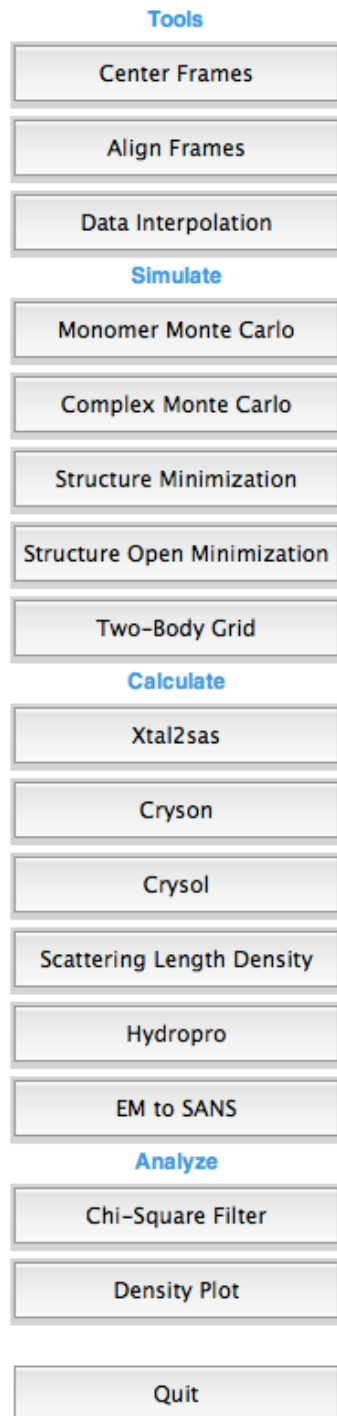 Tools
Center Frames
Align Frames
Data Interpolation
Simulate
Monomer Monte Carlo
Complex Monte Carlo
Structure Minimization
Structure Open Minimization
Two-Body Grid
Calculate
Xtal2sas
Cryson
Crysol
Scattering Length Density
Hydropro
EM to SANS
Analyze
Chi-Square Filter
Density Plot
Quit